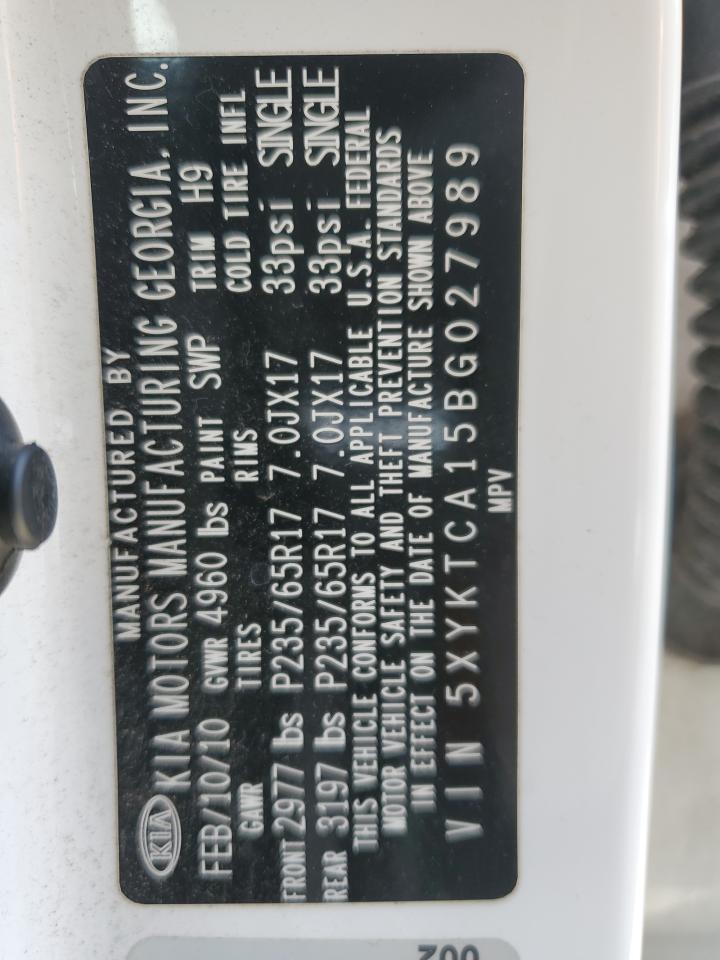 MANUFACTURED BY
KIA KIA MOTORS MANUFACTURING GEORGIA, INC.
FEB/10/10 GVWR 4960 lbs PAINT SWP TRIM H9
GAWR TIRES RIMS COLD TIRE INFL
FRONT 2977 lbs P235/65R17 7.0JX17 33psi SINGLE
REAR 3197 lbs P235/65R17 7.0JX17 33psi SINGLE
THIS VEHICLE CONFORMS TO ALL APPLICABLE U.S.A. FEDERAL
MOTOR VEHICLE SAFETY AND THEFT PREVENTION STANDARDS
IN EFFECT ON THE DATE OF MANUFACTURE SHOWN ABOVE
VIN 5XYKTCA15BG027989
MPV